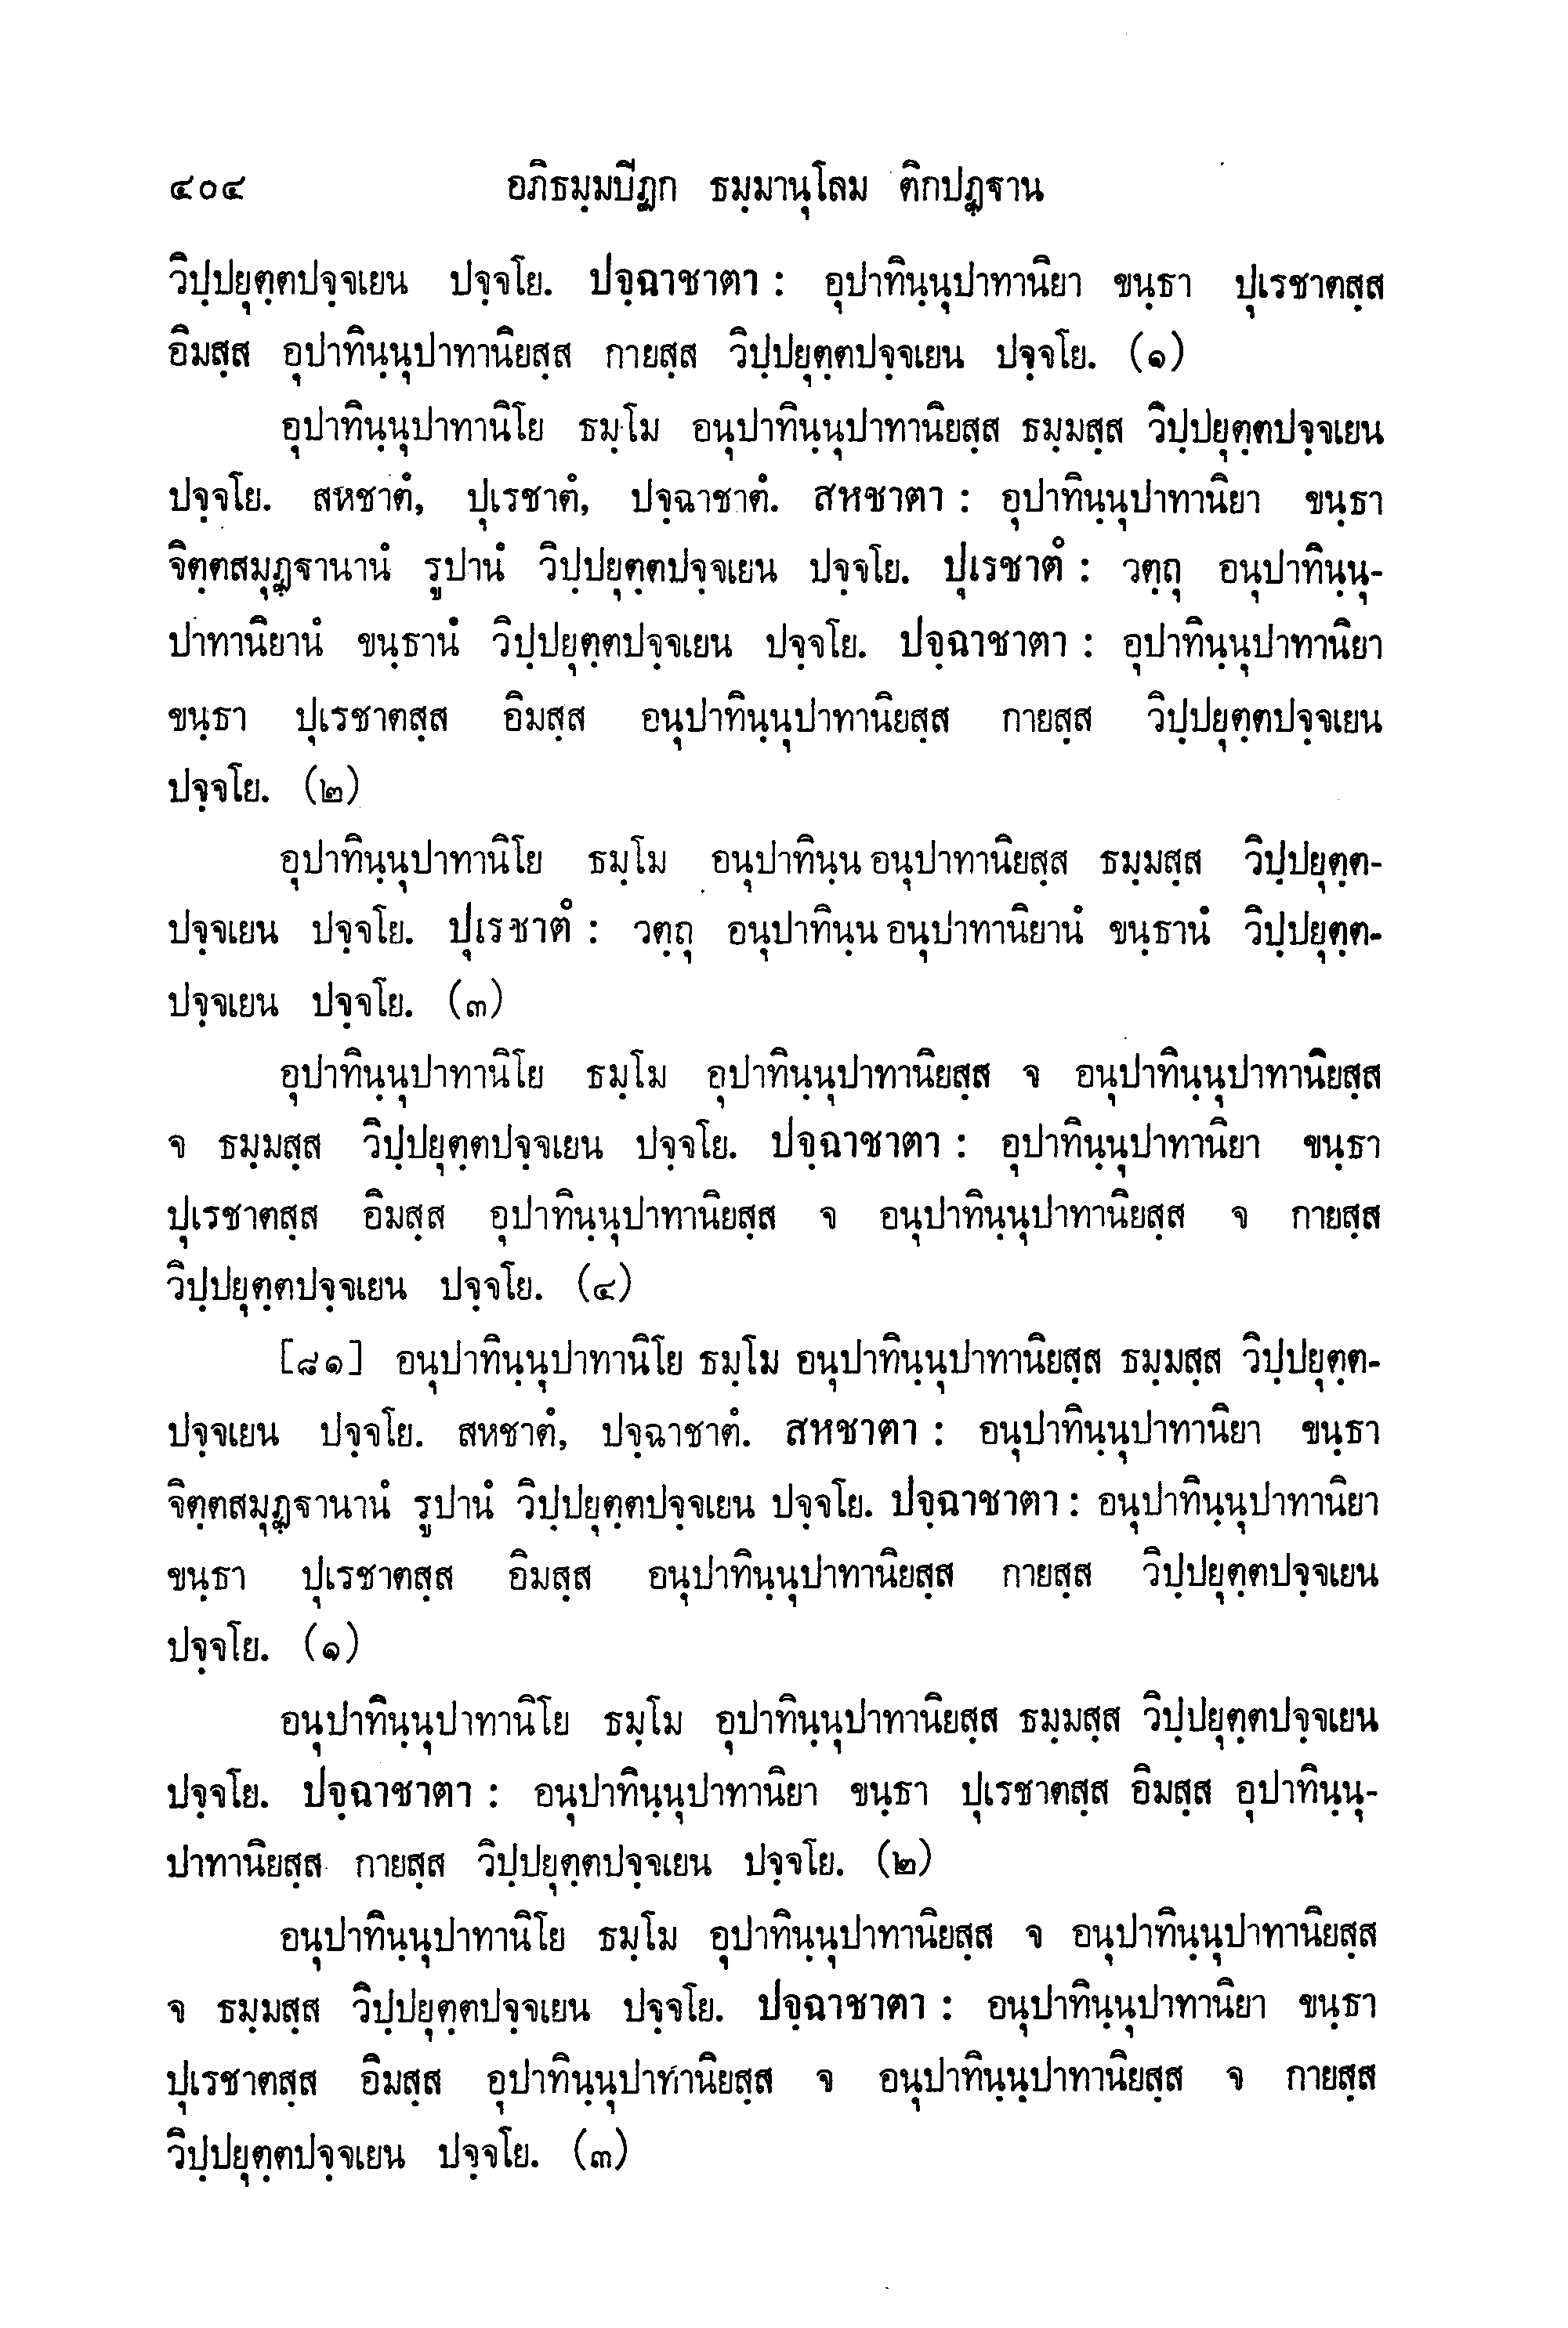 ๔๐๔ อภิธมฺมปีฏก ธมฺมานุโลม ติกปฏฺฐาน
วิปฺปยุตฺตปจฺจเยน ปจฺจโย. ปจฺฉาชาตา : อุปาทินฺนุปาทานิยา ขนฺธา ปุเรชาตสฺส
อิมสฺส อุปาทินฺนุปาทานิยสฺส กายสฺส วิปฺปยุตฺตปจฺจเยน ปจฺจโย. (๑)
อุปาทินฺนุปาทานิโย ธมฺโม อนุปาทินฺนุปาทานิยสฺส ธมฺมสฺส วิปฺปยุตฺตปจฺจเยน
ปจฺจโย. สหชาตํ, ปุเรชาตํ, ปจฺฉาชาตํ. สหชาตา : อุปาทินฺนุปาทานิยา ขนฺธา
จิตฺตสมุฏฺฐานานํ รูปานํ วิปฺปยุตฺตปจฺจเยน ปจฺจโย. ปุเรชาตํ : วตฺถุ อนุปาทินฺนุ-
ปาทานิยานํ ขนฺธานํ วิปฺปยุตฺตปจฺจเยน ปจฺจโย. ปจฺฉาชาตา : อุปาทินฺนุปาทานิยา
ขนฺธา ปุเรชาตสฺส อิมสฺส อนุปาทินฺนุปาทานิยสฺส กายสฺส วิปฺปยุตฺตปจฺจเยน
ปจฺจโย. (๒)
อุปาทินฺนุปาทานิโย ธมฺโม อนุปาทินฺน อนุปาทานิยสฺส ธมฺมสฺส วิปฺปยุตฺต-
ปจฺจเยน ปจฺจโย. ปุเรชาตํ : วตฺถุ อนุปาทินฺน อนุปาทานิยานํ ขนฺธานํ วิปฺปยุตฺต-
ปจฺจเยน ปจฺจโย. (๓)
อุปาทินฺนุปาทานิโย ธมฺโม อุปาทินฺนุปาทานิยสฺส จ อนุปาทินฺนุปาทานิยสฺส
จ ธมฺมสฺส วิปฺปยุตฺตปจฺจเยน ปจฺจโย. ปจฺฉาชาตา : อุปาทินฺนุปาทานิยา ขนฺธา
ปุเรชาตสฺส อิมสฺส อุปาทินฺนุปาทานิยสฺส จ อนุปาทินฺนุปาทานิยสฺส จ กายสฺส
วิปฺปยุตฺตปจฺจเยน ปจฺจโย. (๔)
[๘๑] อนุปาทินฺนุปาทานิโย ธมฺโม อนุปาทินฺนุปาทานิยสฺส ธมฺมสฺส วิปฺปยุตฺต-
ปจฺจเยน ปจฺจโย. สหชาตํ, ปจฺฉาชาตํ. สหชาตา : อนุปาทินฺนุปาทานิยา ขนฺธา
จิตฺตสมุฏฺฐานานํ รูปานํ วิปฺปยุตฺตปจฺจเยน ปจฺจโย. ปจฺฉาชาตา : อนุปาทินฺนุปาทานิยา
ขนฺธา ปุเรชาตสฺส อิมสฺส อนุปาทินฺนุปาทานิยสฺส กายสฺส วิปฺปยุตฺตปจฺจเยน
ปจฺจโย. (๑)
อนุปาทินฺนุปาทานิโย ธมฺโม อุปาทินฺนุปาทานิยสฺส ธมฺมสฺส วิปฺปยุตฺตปจฺจเยน
ปจฺจโย. ปจฺฉาชาตา : อนุปาทินฺนุปาทานิยา ขนฺธา ปุเรชาตสฺส อิมสฺส อุปาทินฺนุ-
ปาทานิยสฺส กายสฺส วิปฺปยุตฺตปจฺจเยน ปจฺจโย. (๒)
อนุปาทินฺนุปาทานิโย ธมฺโม อุปาทินฺนุปาทานิยสฺส จ อนุปาทินฺนุปาทานิยสฺส
จ ธมฺมสฺส วิปฺปยุตฺตปจฺจเยน ปจฺจโย. ปจฺฉาชาตา : อนุปาทินฺนุปาทานิยา ขนฺธา
ปุเรชาตสฺส อิมสฺส อุปาทินฺนุปาทานิยสฺส จ อนุปาทินฺนุปาทานิยสฺส จ กายสฺส
วิปฺปยุตฺตปจฺจเยน ปจฺจโย. (๓)